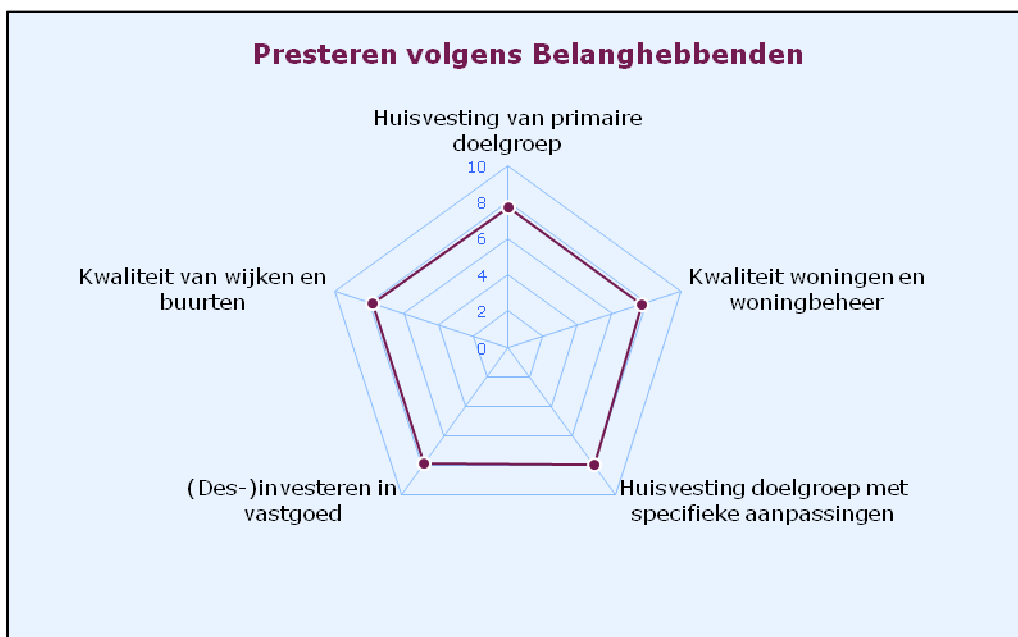 Presteren volgens Belanghebbenden
Huisvesting van primaire
doelgroep
10
8
6
4
2
0
Kwaliteit van wijken en
buurten
Kwaliteit woningen en
woningbeheer
(Des-)investeren in
vastgoed
Huisvesting doelgroep met
specifieke aanpassingen